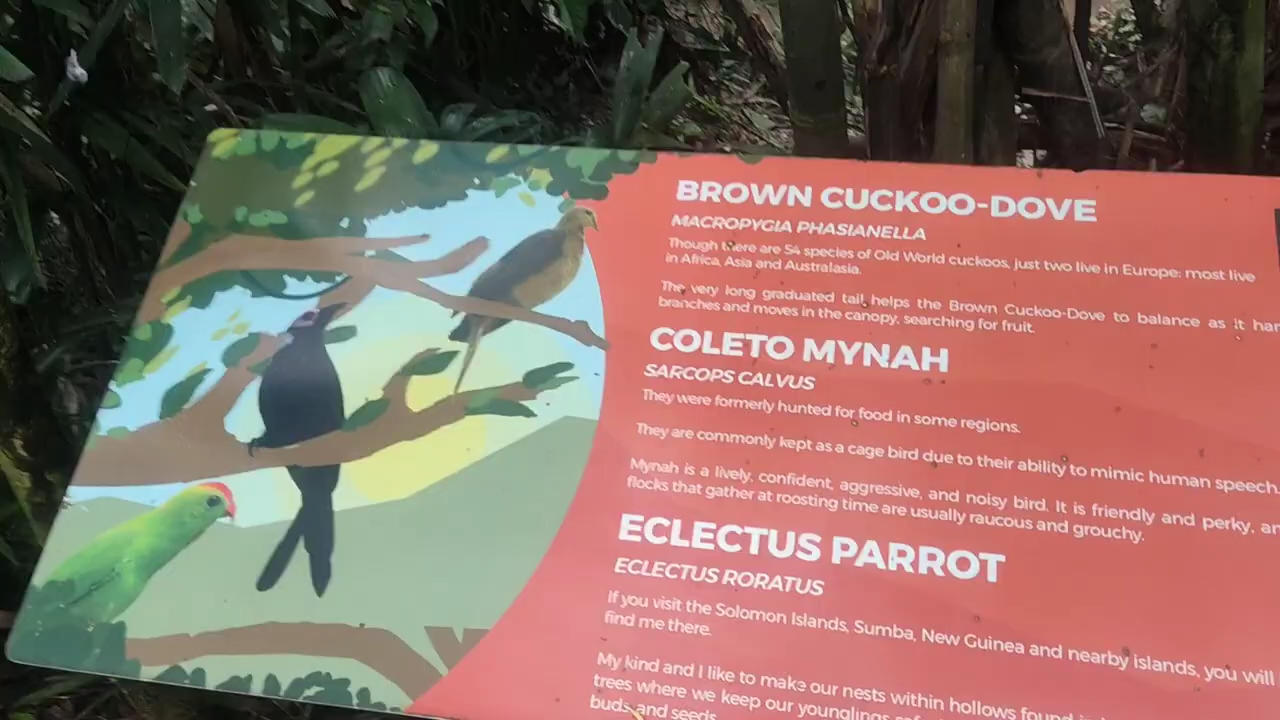 BROWN CUCKOO-DOVE
MACROPYGIA PHASIANELLA
Though there are 54 species of Old World cuckoos, just two live in Europe: most live
in Africa, Asia and Australasia.
The very long graduated tail helps the Brown Cuckoo-Dove to balance as it
branches and moves in the canopy, searching for fruit.
COLETO MYNAH
SARCOPS CALVUS
They were formerly hunted for food in some regions.
They are commonly kept as a cage bird due to their ability to mimic human speech.
Mynah is a lively, confident, aggressive, and noisy bird. It is friendly and perky,
flocks that gather at roosting time are usually raucous and grouchy.
ECLECTUS PARROT
ECLECTUS RORATUS
If you visit the Solomon Islands, Sumba, New Guinea and nearby islands, you will
find me there.
My kind and I like to make our nests within hollows found
trees where we keep our younglings
buds and seeds